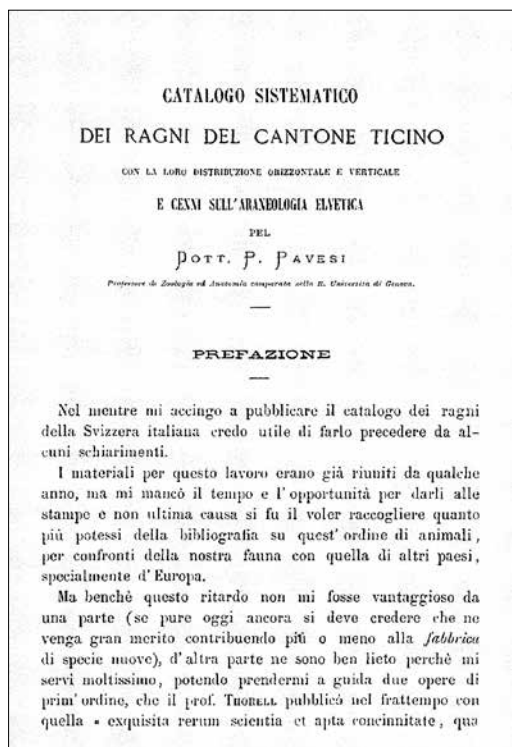 CATALOGO SISTEMATICO
DEI RAGNI DEL CANTONE TICINO
CON LA LORO DISTRIBUZIONE ORIZZONTALE E VERTICALE
E CENNI SULL'ARANEOLOGIA ELVETICA
PEL
DOTT. P. PAVESI
Professore di Zoologia ed Anatomia comparata nella R. Università di Genova.
PREFAZIONE
Nel mentre mi accingo a pubblicare il catalogo dei ragni
della Svizzera italiana credo utile di farlo precedere da al-
cuni schiarimenti.
I materiali per questo lavoro erano già riuniti da qualche
anno, ma mi mancò il tempo e l'opportunità per darli alle
stampe e non ultima causa si fu il voler raccogliere quanto
più potessi della bibliografia su quest'ordine di animali,
per confronti della nostra fauna con quella di altri paesi,
specialmente d'Europa.
Ma benchè questo ritardo non mi fosse vantaggioso da
una parte (se pure oggi ancora si deve credere che ne
venga gran merito contribuendo più o meno alla fabbrica
di specie nuove), d'altra parte ne sono ben lieto perchè mi
servì moltissimo, potendo prendermi a guida due opere di
prim'ordine, che il prof. THORELL pubblicò nel frattempo con
quella « exquisita rerum scientia et apta concinnitate, qua